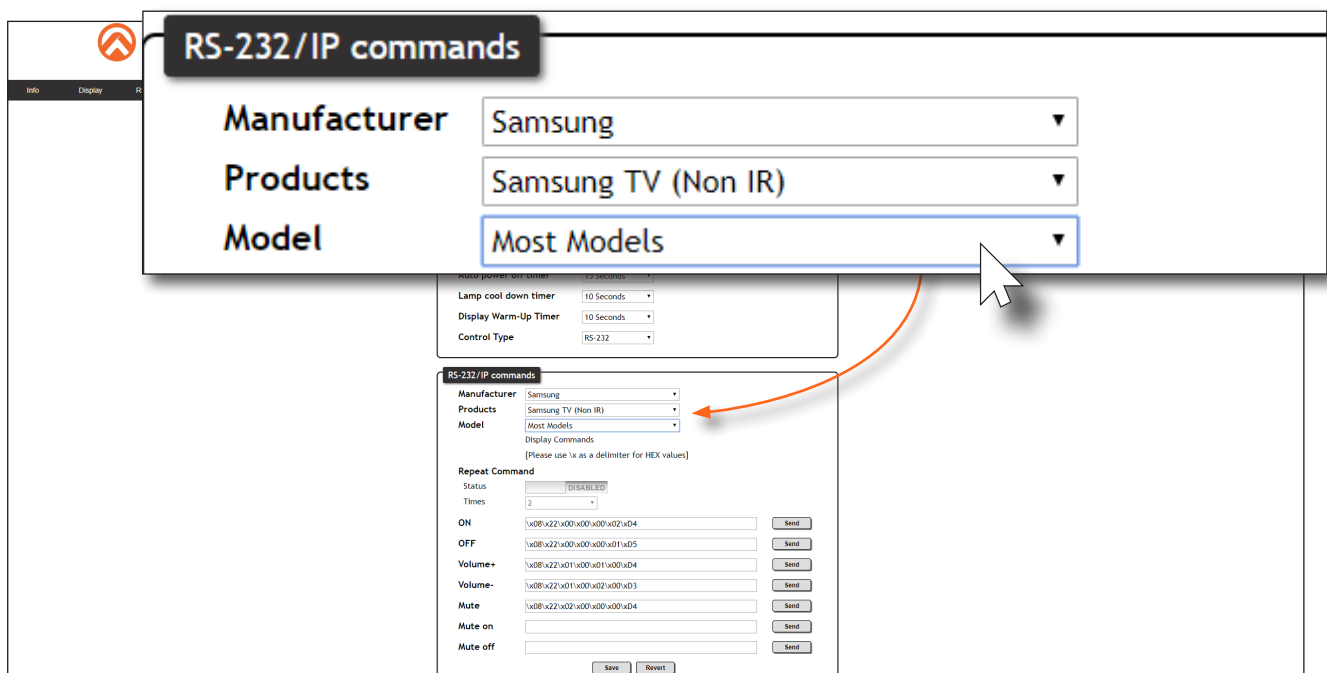 RS-232/IP commands
Manufacturer Samsung
Products Samsung TV (Non IR)
Model Most Models
Info Display R
Auto power off timer 15 Seconds
Lamp cool down timer 10 Seconds
Display Warm-Up Timer 10 Seconds
Control Type RS-232
RS-232/IP commands
Manufacturer Samsung
Products Samsung TV (Non IR)
Model Most Models
Display Commands
[Please use \x as a delimiter for HEX values]
Repeat Command
Status DISABLED
Times 2
ON \x08\x22\x00\x00\x00\x02\xD4 Send
OFF \x08\x22\x00\x00\x00\x01\xD5 Send
Volume+ \x08\x22\x01\x00\x01\x00\xD4 Send
Volume- \x08\x22\x01\x00\x02\x00\xD3 Send
Mute \x08\x22\x02\x00\x00\x00\xD4 Send
Mute on Send
Mute off Send
Save Revert